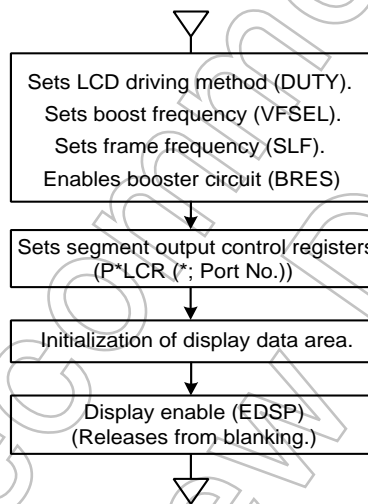 Sets LCD driving method (DUTY).
Sets boost frequency (VFSEL).
Sets frame frequency (SLF).
Enables booster circuit (BRES)
Sets segment output control registers
(P*LCR (*; Port No.))
Initialization of display data area.
Display enable (EDSP)
(Releases from blanking.)